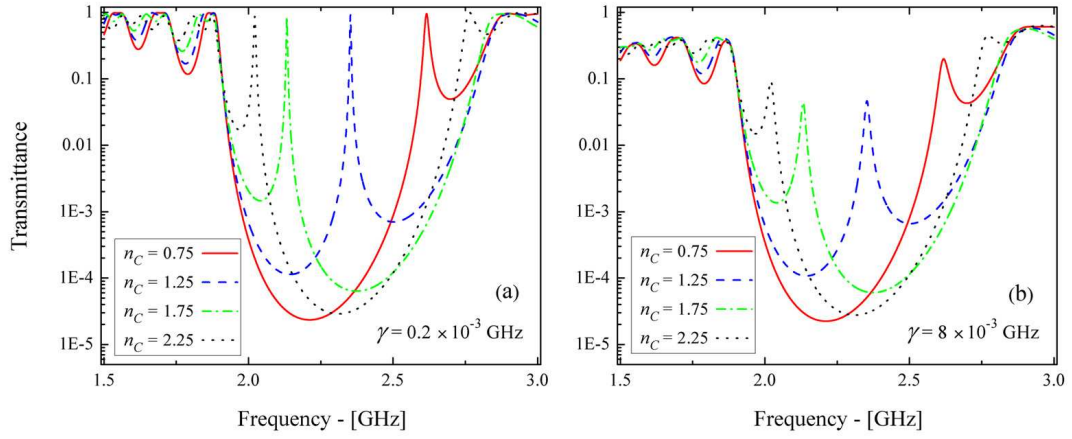 Transmittance
1
0.1
0.01
1E-3
1E-4
1E-5
n_C = 0.75
n_C = 1.25
n_C = 1.75
n_C = 2.25
(a)
γ = 0.2 × 10⁻³ GHz
1.5
2.0
2.5
3.0
Frequency - [GHz]
1
0.1
0.01
1E-3
1E-4
1E-5
n_C = 0.75
n_C = 1.25
n_C = 1.75
n_C = 2.25
(b)
γ = 8 × 10⁻³ GHz
1.5
2.0
2.5
3.0
Frequency - [GHz]